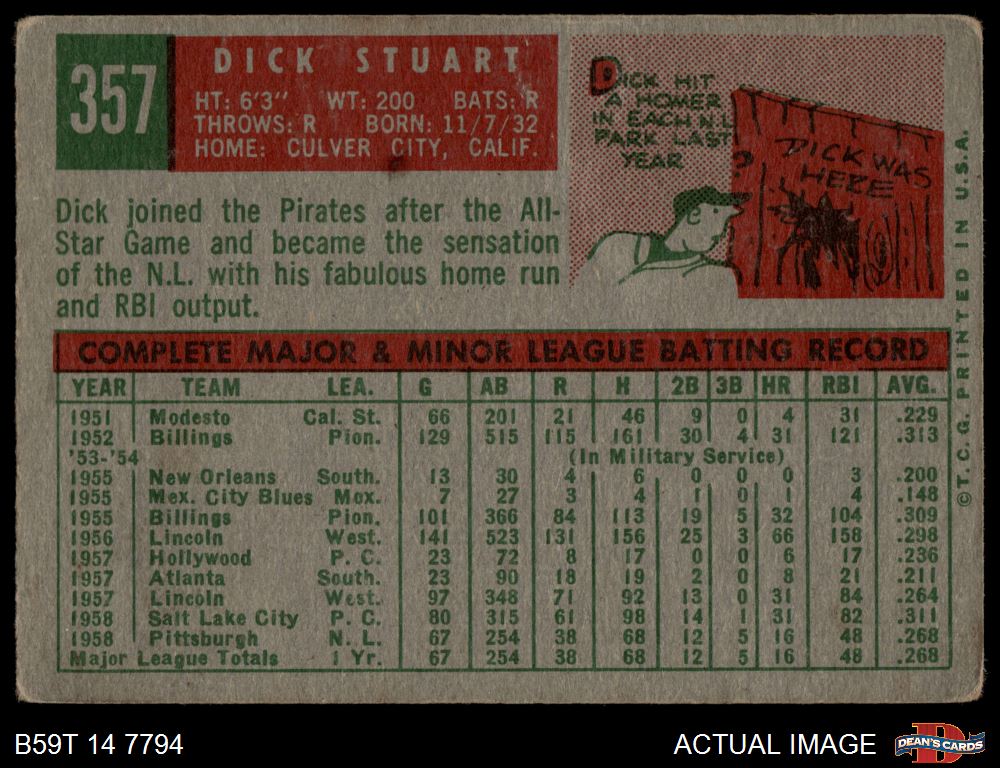 357
DICK STUART
HT: 6'3" WT: 200 BATS: R
THROWS: R BORN: 11/7/32
HOME: CULVER CITY, CALIF.
DICK HIT
A HOMER
IN EACH N.L.
PARK LAST
YEAR
?
DICK WAS
HERE
Dick joined the Pirates after the All-
Star Game and became the sensation
of the N.L. with his fabulous home run
and RBI output.
COMPLETE MAJOR & MINOR LEAGUE BATTING RECORD
YEAR TEAM LEA. G AB R H 2B 3B HR RBI AVG.
1951 Modesto Cal. St. 66 201 21 46 9 0 4 31 .229
1952 Billings Pion. 129 515 115 161 30 4 31 121 .313
'53-'54 (In Military Service)
1955 New Orleans South. 13 30 4 6 0 0 0 3 .200
1955 Mex. City Blues Mex. 7 27 3 4 1 0 1 4 .148
1955 Billings Pion. 101 366 84 113 19 5 32 104 .309
1956 Lincoln West. 141 523 131 156 25 3 66 158 .298
1957 Hollywood P. C. 23 72 8 17 0 0 6 17 .236
1957 Atlanta South. 23 90 18 19 2 0 8 21 .211
1957 Lincoln West. 97 348 71 92 13 0 31 84 .264
1958 Salt Lake City P. C. 80 315 61 98 14 1 31 82 .311
1958 Pittsburgh N. L. 67 254 38 68 12 5 16 48 .268
Major League Totals 1 Yr. 67 254 38 68 12 5 16 48 .268
©T.C.G. PRINTED IN U.S.A.
B59T 14 7794
ACTUAL IMAGE
D
DEAN'S CARDS